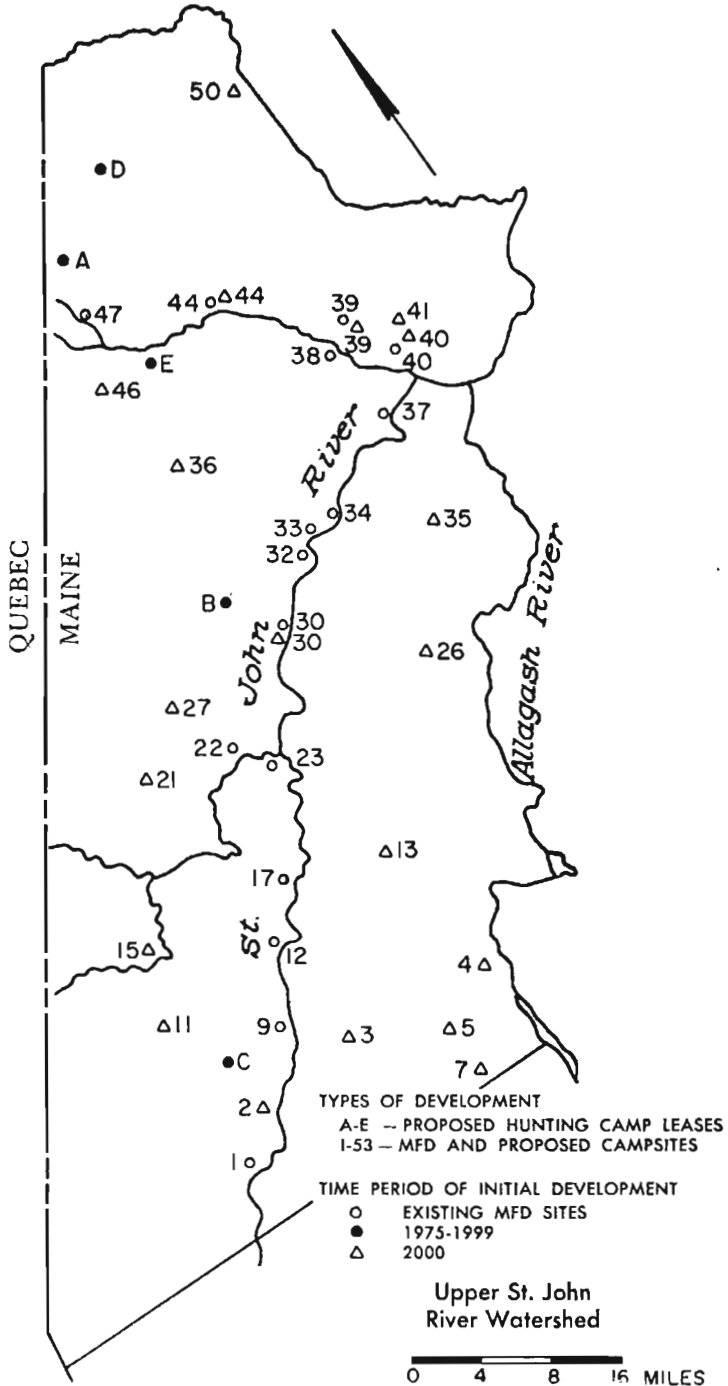 50
D
A
47
44
44
39
39
41
40
40
38
E
46
37
36
River
34
33
35
32
QUEBEC
MAINE
B
30
30
John
26
Allagash River
27
22
23
21
13
17
St.
12
15
4
11
9
3
5
C
7
2
1
TYPES OF DEVELOPMENT
A-E – PROPOSED HUNTING CAMP LEASES
1-53 – MFD AND PROPOSED CAMPSITES
TIME PERIOD OF INITIAL DEVELOPMENT
EXISTING MFD SITES
1975-1999
2000
Upper St. John
River Watershed
0 4 8 16 MILES